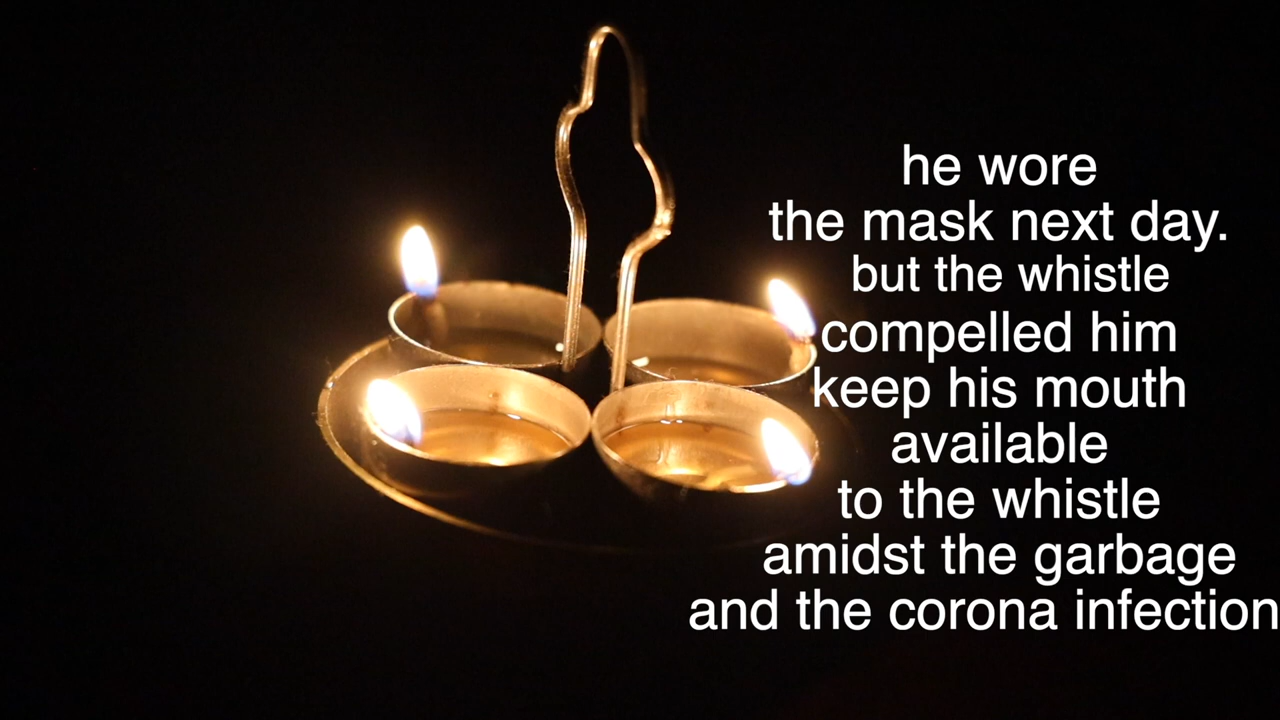 he wore
the mask next day.
but the whistle
compelled him
keep his mouth
available
to the whistle
amidst the garbage
and the corona infection